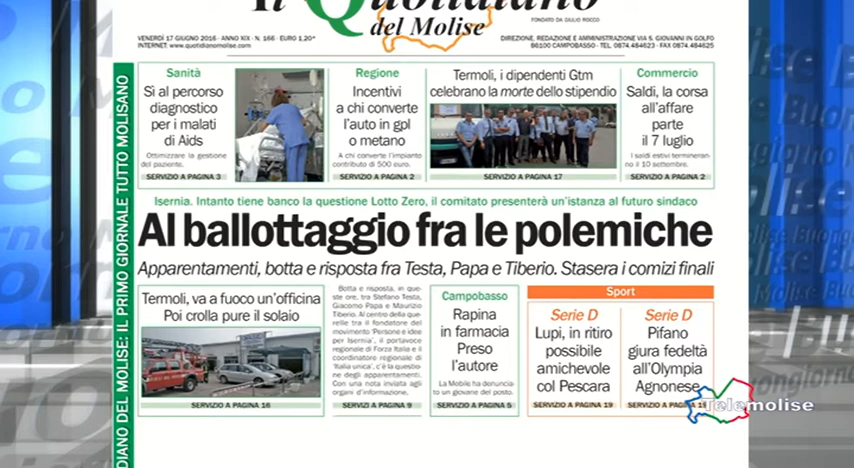 Il Quotidiano
del Molise
FONDATO DA GIULIO ROCCO
VENERDÌ 17 GIUGNO 2016 - ANNO XIX - N. 166 - EURO 1,20*
INTERNET: www.quotidianomolise.com
DIREZIONE, REDAZIONE E AMMINISTRAZIONE VIA S. GIOVANNI IN GOLFO
86100 CAMPOBASSO - TEL. 0874.484623 - FAX 0874.484625
DIANO DEL MOLISE: IL PRIMO GIORNALE TUTTO MOLISANO
Sanità
Sì al percorso
diagnostico
per i malati
di Aids
Ottimizzare la gestione
del paziente.
SERVIZIO A PAGINA 3
Regione
Incentivi
a chi converte
l'auto in gpl
o metano
A chi converte l'impianto
contributo di 500 euro.
SERVIZIO A PAGINA 2
Termoli, i dipendenti Gtm
celebrano la morte dello stipendio
SERVIZIO A PAGINA 17
Commercio
Saldi, la corsa
all'affare
parte
il 7 luglio
I saldi estivi termineran-
no il 10 settembre.
SERVIZIO A PAGINA 2
Isernia. Intanto tiene banco la questione Lotto Zero, il comitato presenterà un'istanza al futuro sindaco
Al ballottaggio fra le polemiche
Apparentamenti, botta e risposta fra Testa, Papa e Tiberio. Stasera i comizi finali
Termoli, va a fuoco un'officina
Poi crolla pure il solaio
SERVIZIO A PAGINA 16
Botta e risposta, in que-
ste ore, tra Stefano Testa,
Giacomo Papa e Maurizio
Tiberio. Al centro della que-
relle tra il fondatore del
movimento 'Persone e idee
per Isernia', il portavoce
regionale di Forza Italia e il
coordinatore regionale di
'Italia unica', c'è la questio-
ne degli apparentamenti.
Con una nota inviata agli
organi d'informazione,
SERVIZI A PAGINA 9
Campobasso
Rapina
in farmacia
Preso
l'autore
La Mobile ha denuncia-
to un giovane del posto.
SERVIZIO A PAGINA 5
Sport
Serie D
Lupi, in ritiro
possibile
amichevole
col Pescara
SERVIZIO A PAGINA 19
Serie D
Pifano
giura fedeltà
all'Olympia
Agnonese
SERVIZIO A PAGINA 19
Telemolise